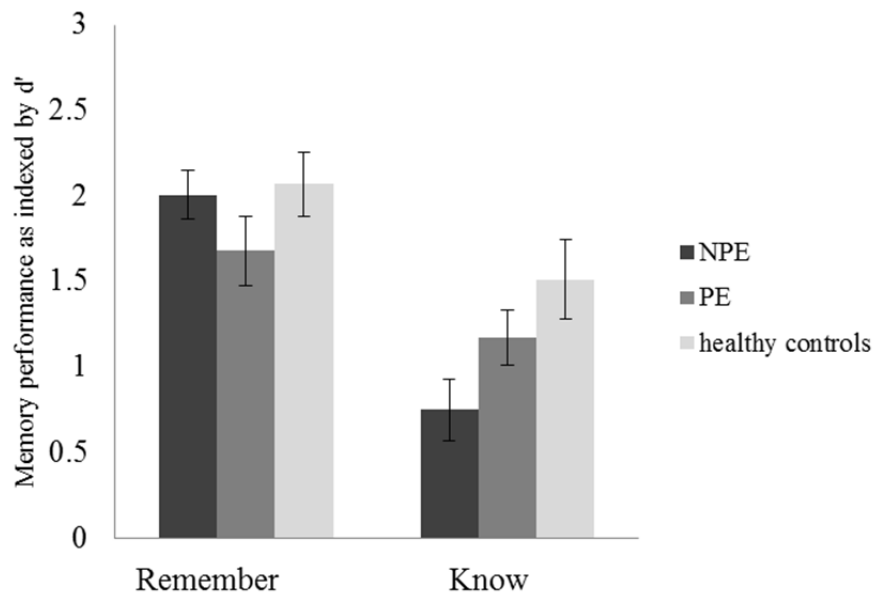 3
2.5
2
1.5
1
0.5
0
Memory performance as indexed by d'
Remember
Know
NPE
PE
healthy controls